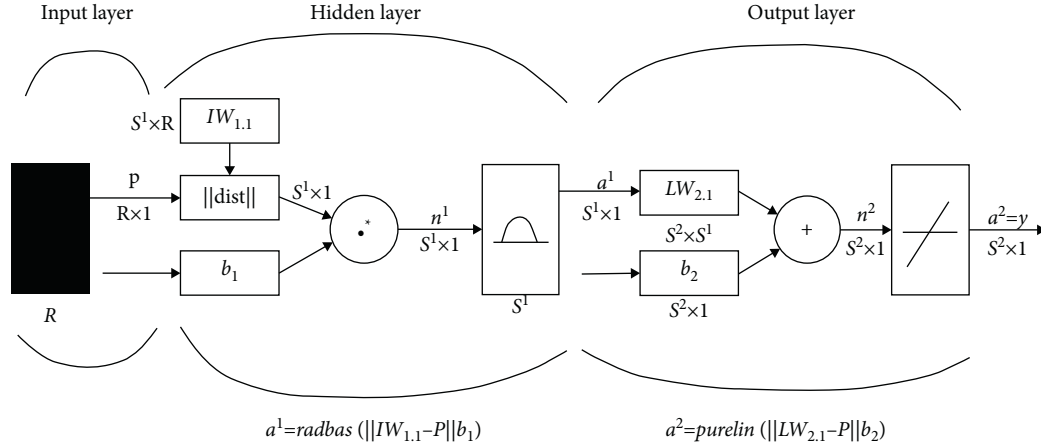 Input layer
Hidden layer
Output layer
S¹×R
IW₁.₁
p
R×1
||dist||
S¹×1
b₁
R
.*
n¹
S¹×1
S¹
a¹
S¹×1
LW₂.₁
S²×S¹
b₂
S²×1
+
n²
S²×1
a²=y
S²×1
a¹=radbas (||IW₁.₁–P||b₁)
a²=purelin (||LW₂.₁–P||b₂)